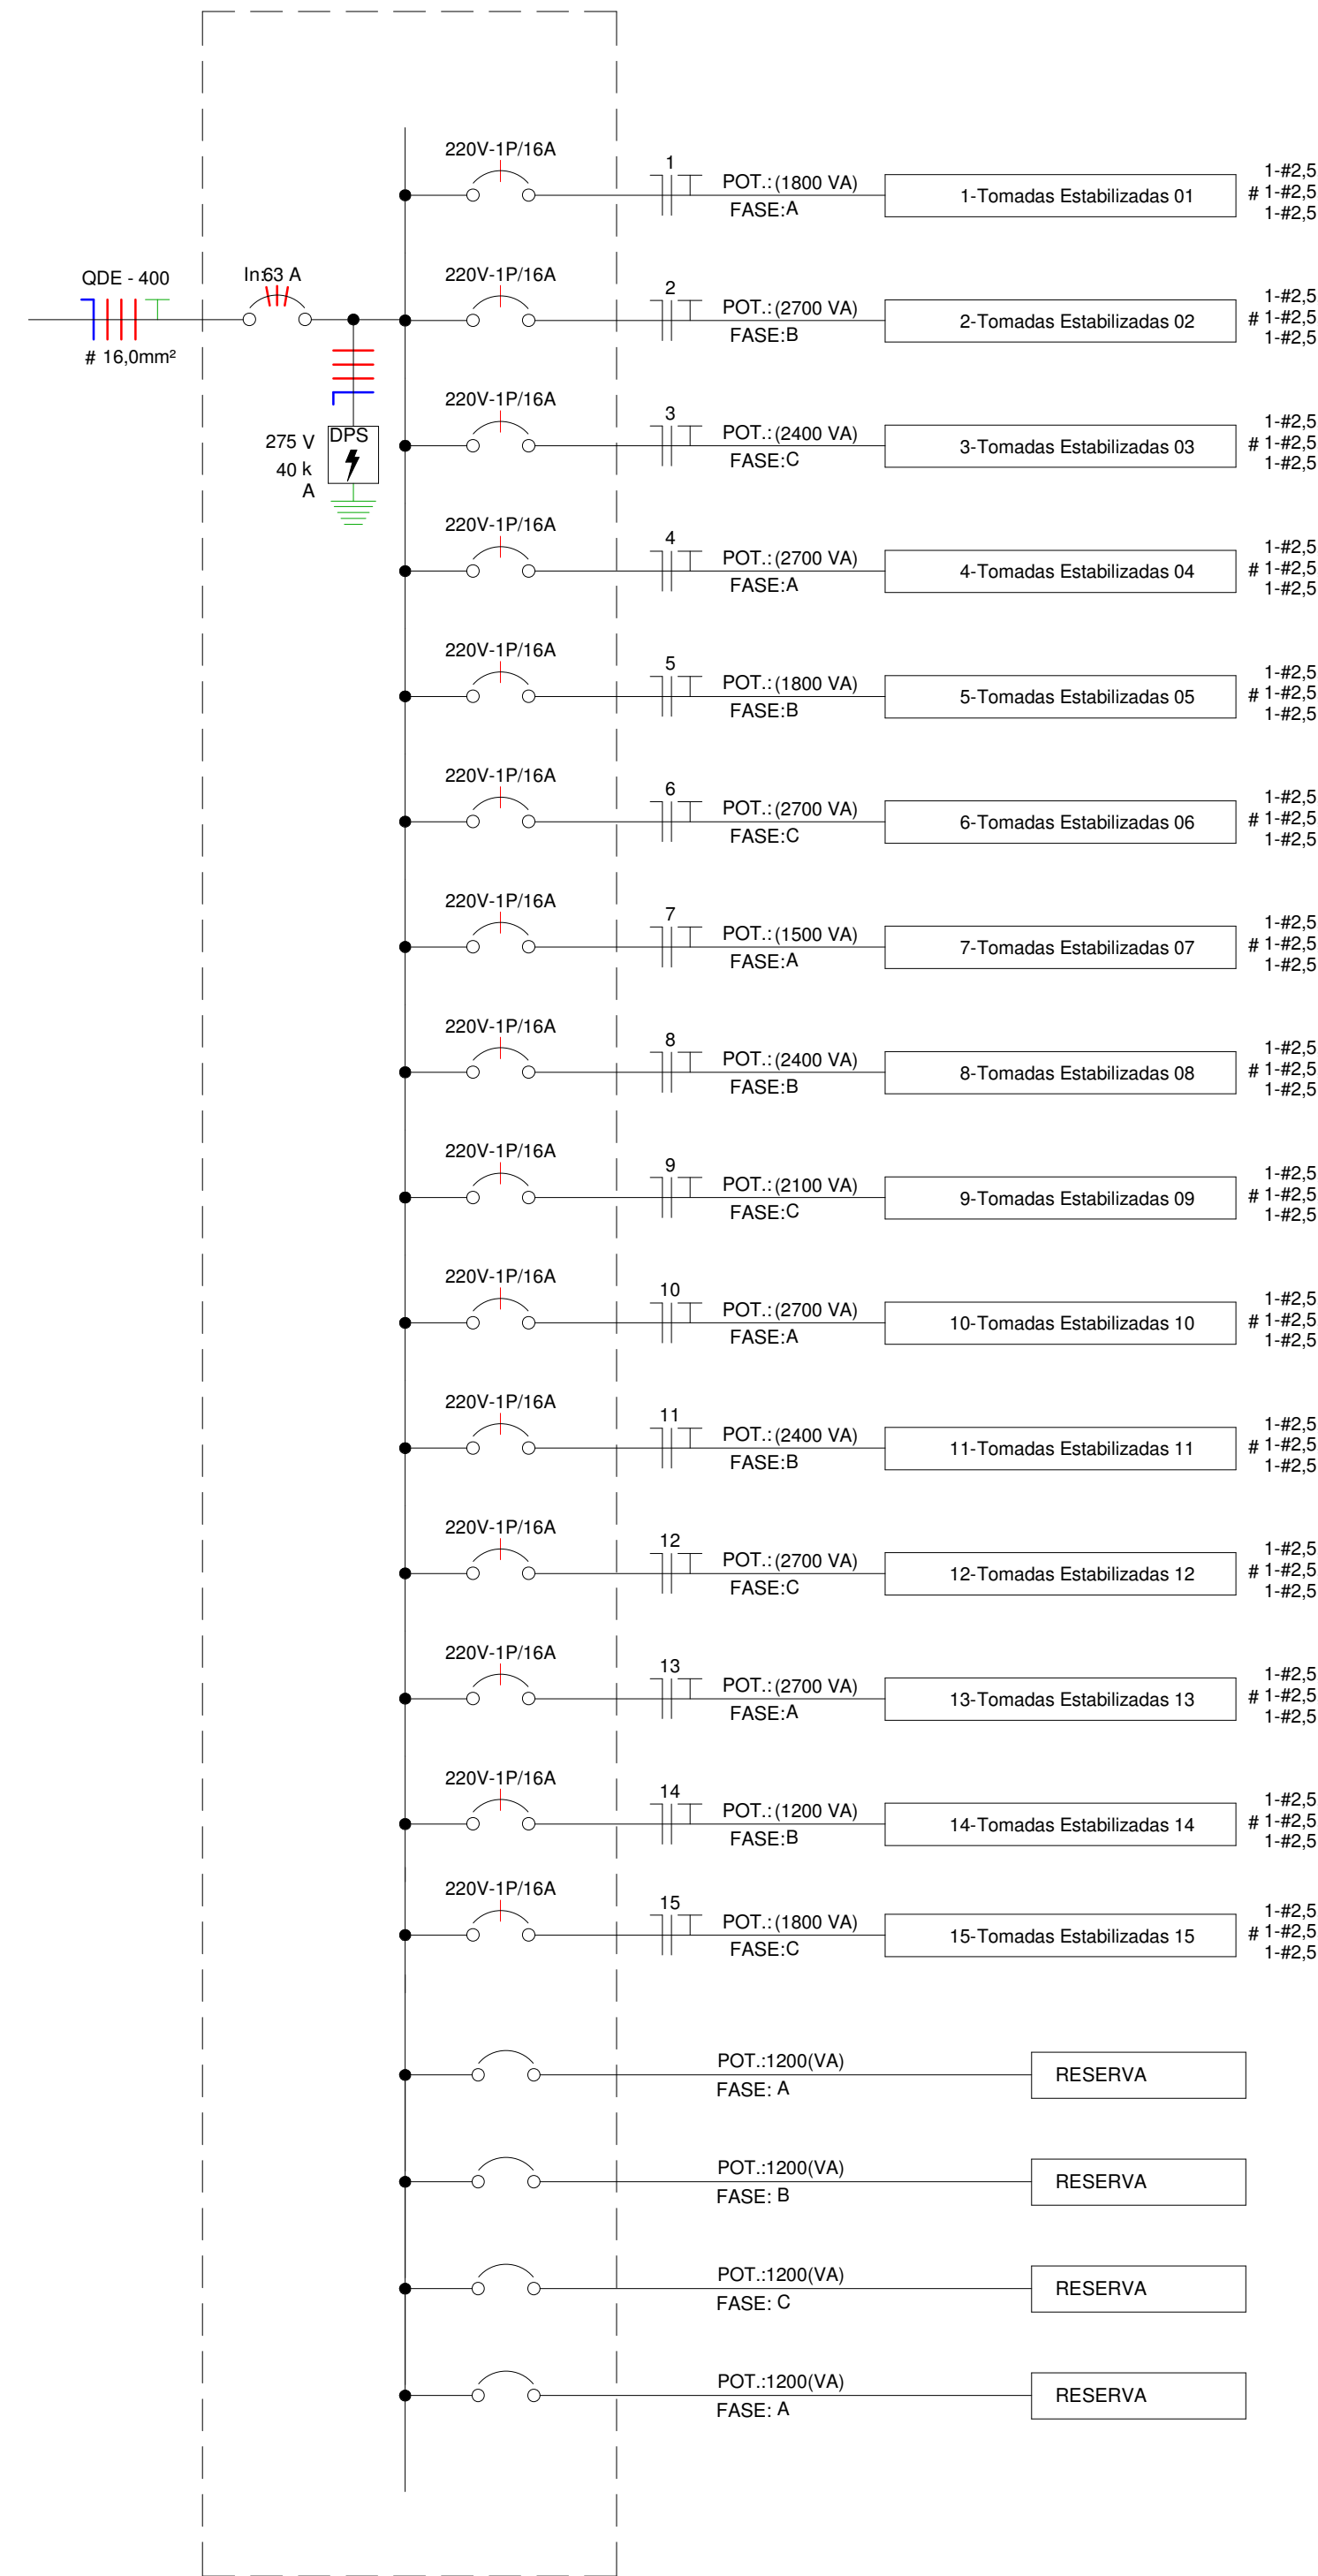 QDE - 400
# 16,0mm²
In:63 A
275 V
40 k
A
DPS
220V-1P/16A
1
POT.:(1800 VA)
FASE:A
1-Tomadas Estabilizadas 01
1-#2,5
# 1-#2,5
1-#2,5
220V-1P/16A
2
POT.:(2700 VA)
FASE:B
2-Tomadas Estabilizadas 02
1-#2,5
# 1-#2,5
1-#2,5
220V-1P/16A
3
POT.:(2400 VA)
FASE:C
3-Tomadas Estabilizadas 03
1-#2,5
# 1-#2,5
1-#2,5
220V-1P/16A
4
POT.:(2700 VA)
FASE:A
4-Tomadas Estabilizadas 04
1-#2,5
# 1-#2,5
1-#2,5
220V-1P/16A
5
POT.:(1800 VA)
FASE:B
5-Tomadas Estabilizadas 05
1-#2,5
# 1-#2,5
1-#2,5
220V-1P/16A
6
POT.:(2700 VA)
FASE:C
6-Tomadas Estabilizadas 06
1-#2,5
# 1-#2,5
1-#2,5
220V-1P/16A
7
POT.:(1500 VA)
FASE:A
7-Tomadas Estabilizadas 07
1-#2,5
# 1-#2,5
1-#2,5
220V-1P/16A
8
POT.:(2400 VA)
FASE:B
8-Tomadas Estabilizadas 08
1-#2,5
# 1-#2,5
1-#2,5
220V-1P/16A
9
POT.:(2100 VA)
FASE:C
9-Tomadas Estabilizadas 09
1-#2,5
# 1-#2,5
1-#2,5
220V-1P/16A
10
POT.:(2700 VA)
FASE:A
10-Tomadas Estabilizadas 10
1-#2,5
# 1-#2,5
1-#2,5
220V-1P/16A
11
POT.:(2400 VA)
FASE:B
11-Tomadas Estabilizadas 11
1-#2,5
# 1-#2,5
1-#2,5
220V-1P/16A
12
POT.:(2700 VA)
FASE:C
12-Tomadas Estabilizadas 12
1-#2,5
# 1-#2,5
1-#2,5
220V-1P/16A
13
POT.:(2700 VA)
FASE:A
13-Tomadas Estabilizadas 13
1-#2,5
# 1-#2,5
1-#2,5
220V-1P/16A
14
POT.:(1200 VA)
FASE:B
14-Tomadas Estabilizadas 14
1-#2,5
# 1-#2,5
1-#2,5
220V-1P/16A
15
POT.:(1800 VA)
FASE:C
15-Tomadas Estabilizadas 15
1-#2,5
# 1-#2,5
1-#2,5
POT.:1200(VA)
FASE: A
RESERVA
POT.:1200(VA)
FASE: B
RESERVA
POT.:1200(VA)
FASE: C
RESERVA
POT.:1200(VA)
FASE: A
RESERVA